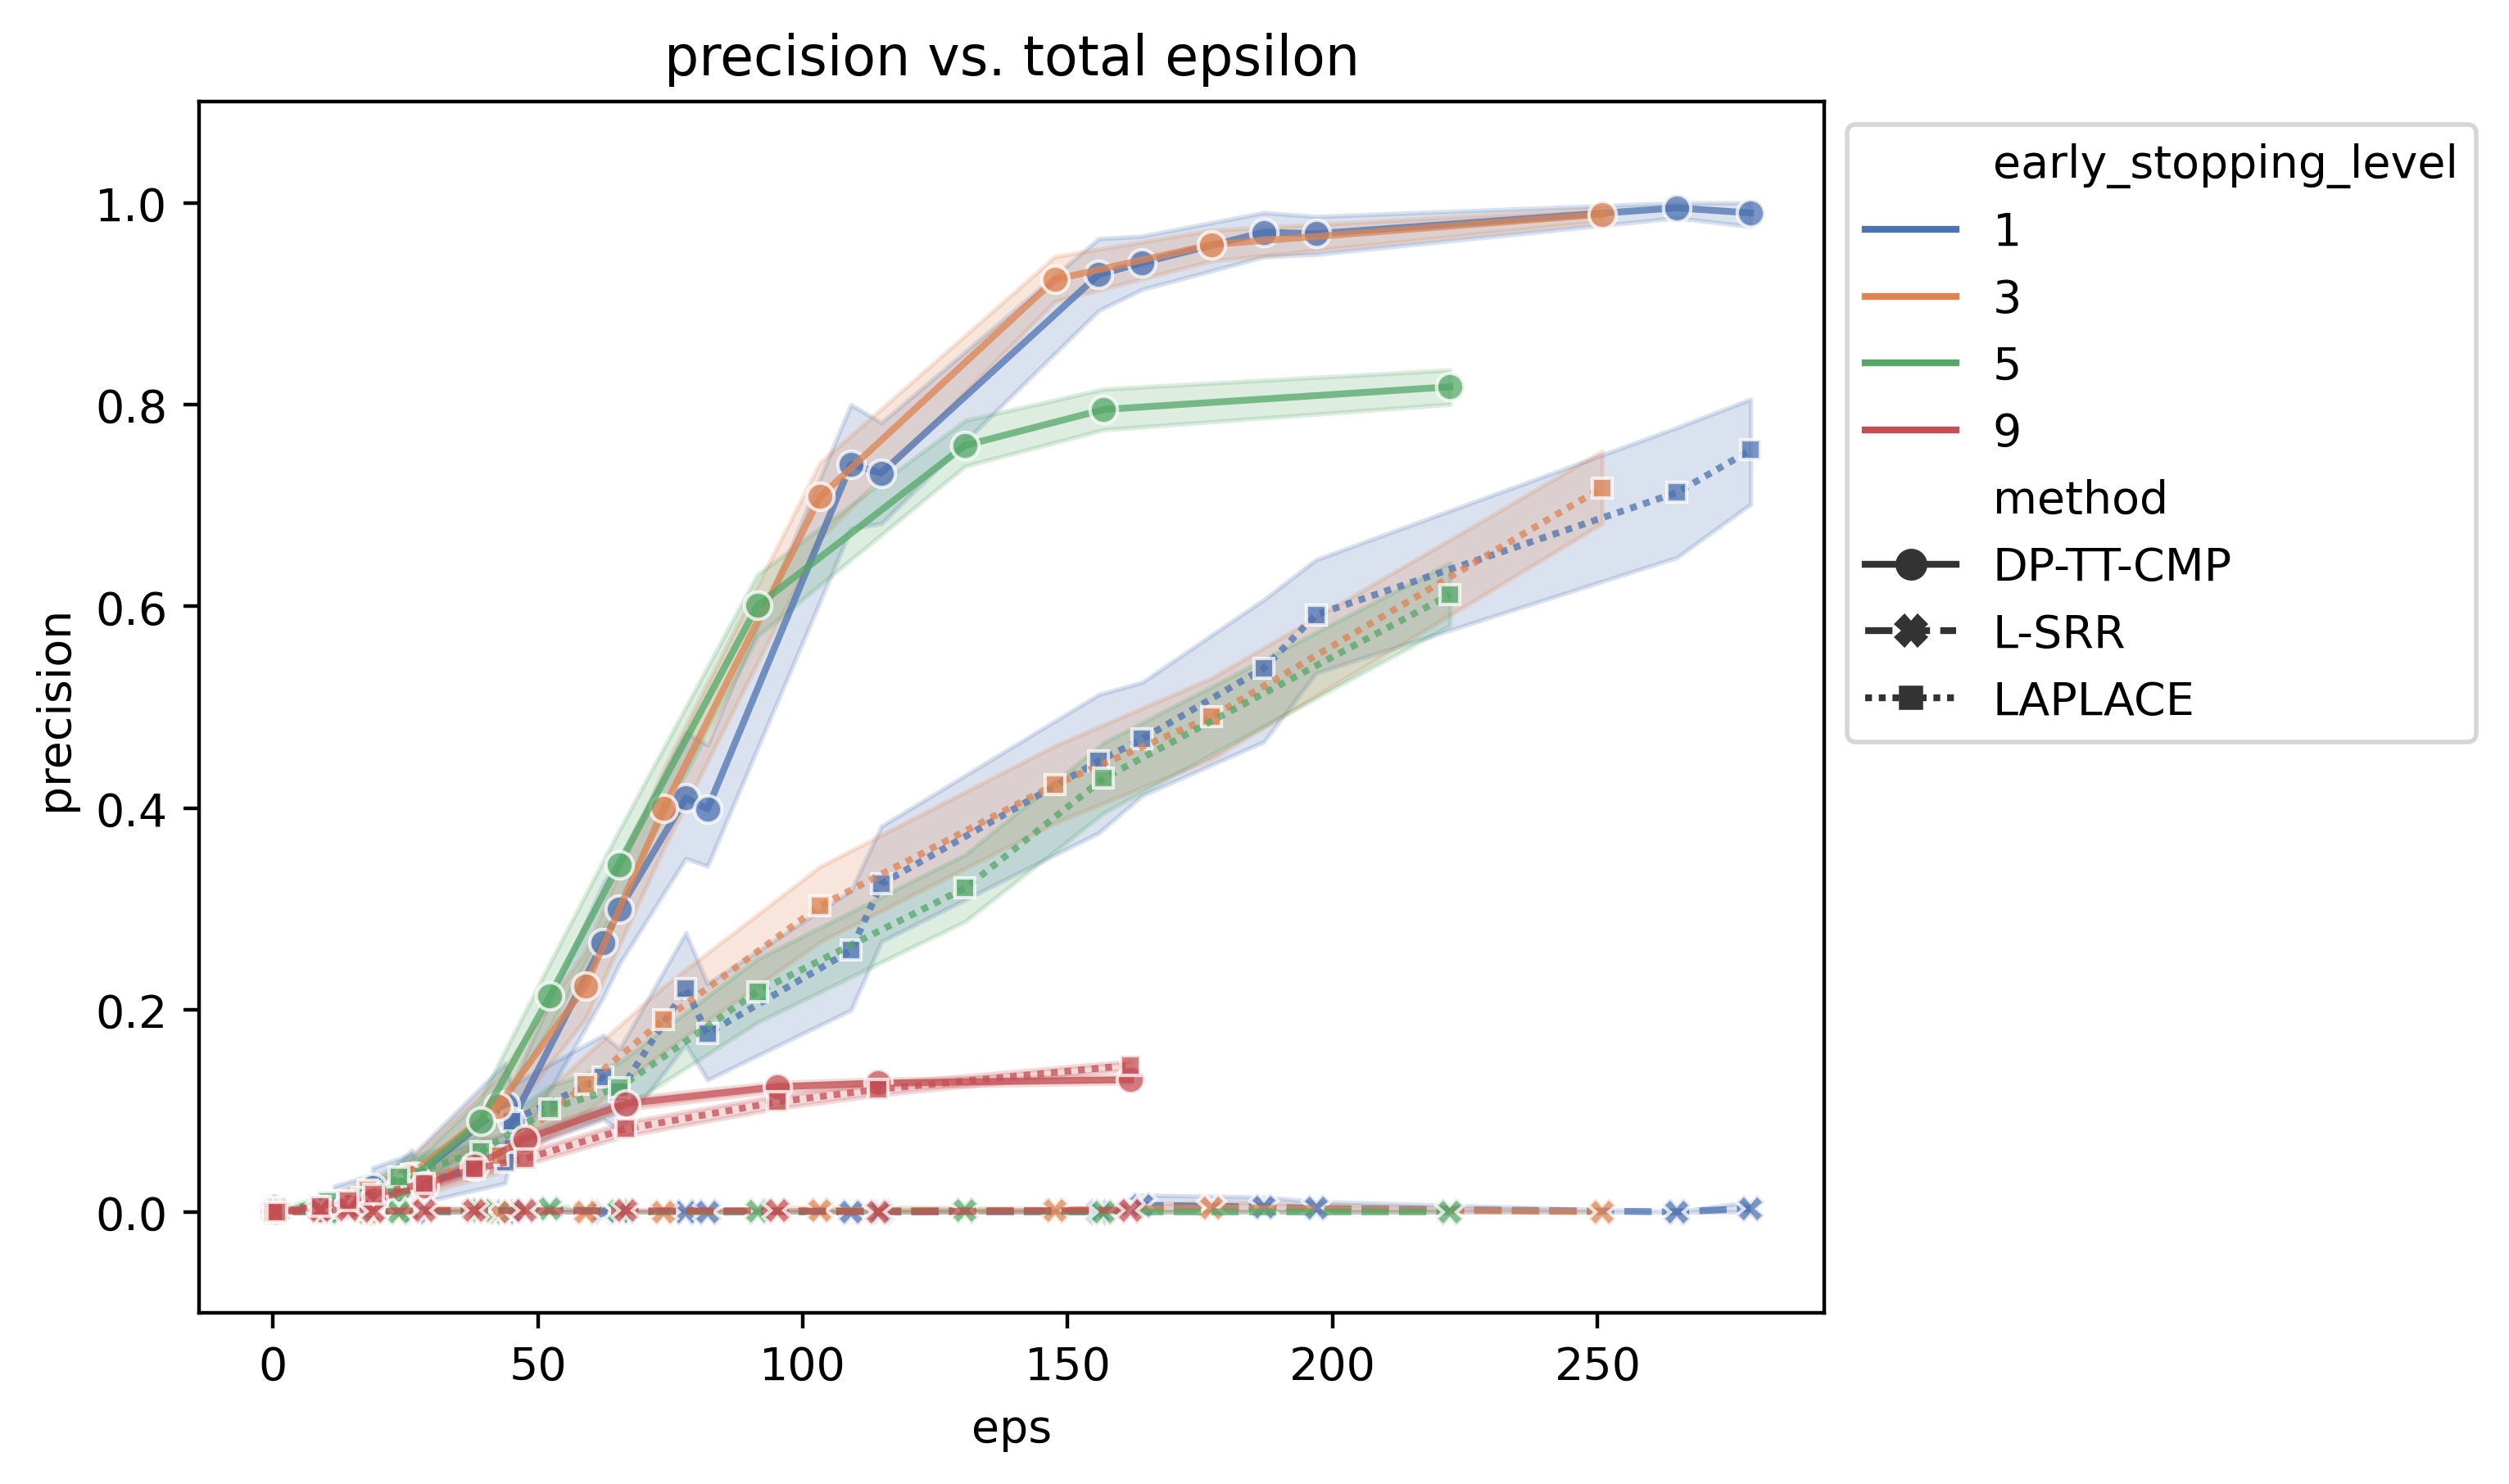 precision vs. total epsilon
precision
1.0
0.8
0.6
0.4
0.2
0.0
0 50 100 150 200 250
eps
early_stopping_level
1
3
5
9
method
DP-TT-CMP
L-SRR
LAPLACE